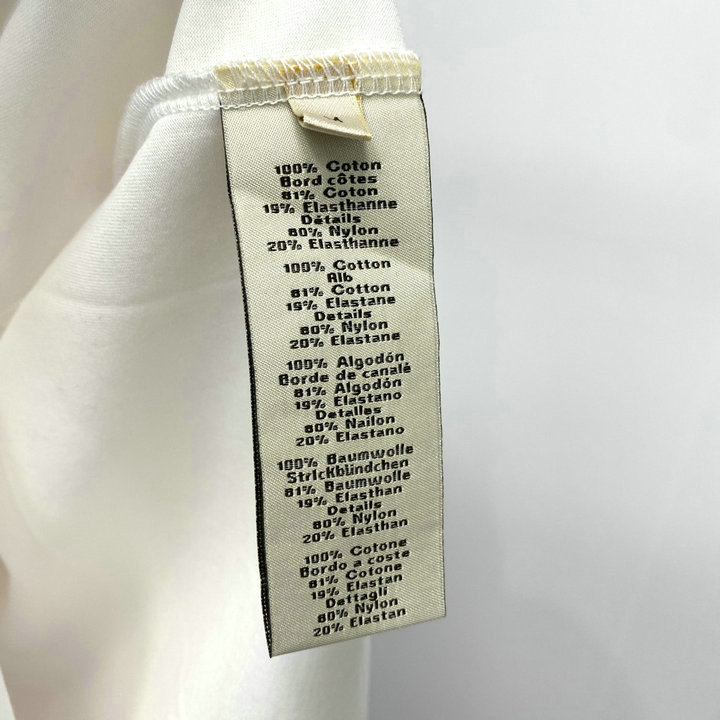 100% Coton
Bord côtes
81% Coton
19% Elasthanne
Détails
80% Nylon
20% Elasthanne
100% Cotton
Alb
81% Cotton
19% Elastane
Details
80% Nylon
20% Elastane
100% Algodón
Borde de canalé
81% Algodón
19% Elastano
Detalles
80% Nailon
20% Elastano
100% Baumwolle
Strickbündchen
81% Baumwolle
19% Elasthan
Details
80% Nylon
20% Elasthan
100% Cotone
Bordo a coste
81% Cotone
19% Elastan
Dettagli
80% Nylon
20% Elastan